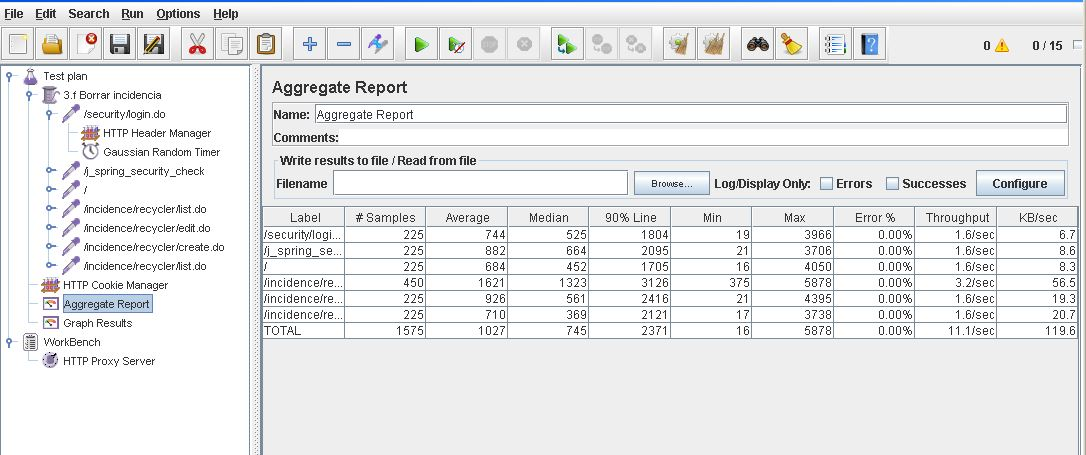 File Edit Search Run Options Help
0 0 / 15
Test plan
3.f Borrar incidencia
/security/login.do
HTTP Header Manager
Gaussian Random Timer
/j_spring_security_check
/
/incidence/recycler/list.do
/incidence/recycler/edit.do
/incidence/recycler/create.do
/incidence/recycler/list.do
HTTP Cookie Manager
Aggregate Report
Graph Results
WorkBench
HTTP Proxy Server
Aggregate Report
Name: Aggregate Report
Comments:
Write results to file / Read from file
Filename Browse... Log/Display Only: Errors Successes Configure
Label # Samples Average Median 90% Line Min Max Error % Throughput KB/sec
/security/logi... 225 744 525 1804 19 3966 0.00% 1.6/sec 6.7
/j_spring_se... 225 882 664 2095 21 3706 0.00% 1.6/sec 8.6
/ 225 684 452 1705 16 4050 0.00% 1.6/sec 8.3
/incidence/re... 450 1621 1323 3126 375 5878 0.00% 3.2/sec 56.5
/incidence/re... 225 926 561 2416 21 4395 0.00% 1.6/sec 19.3
/incidence/re... 225 710 369 2121 17 3738 0.00% 1.6/sec 20.7
TOTAL 1575 1027 745 2371 16 5878 0.00% 11.1/sec 119.6